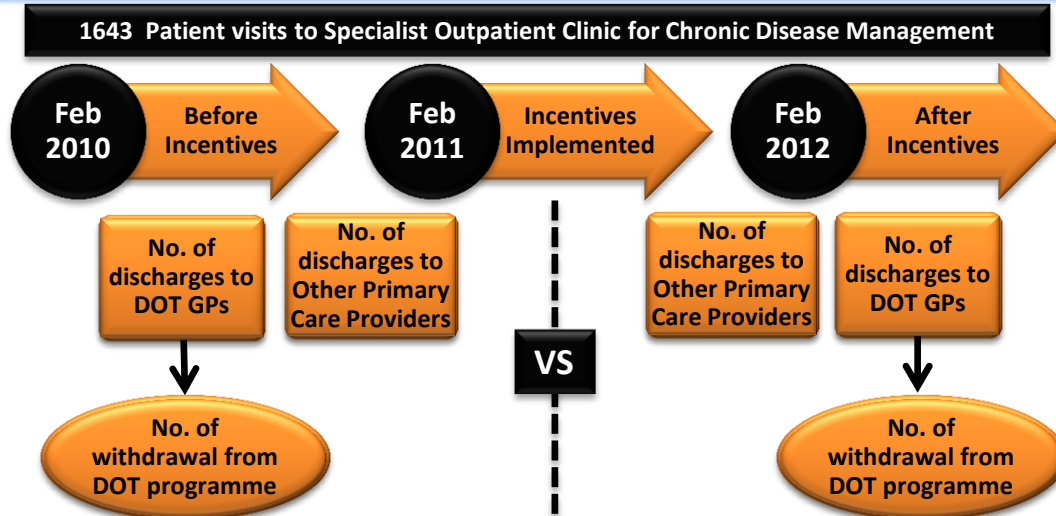 1643 Patient visits to Specialist Outpatient Clinic for Chronic Disease Management
Feb
2010
Before
Incentives
Feb
2011
Incentives
Implemented
Feb
2012
After
Incentives
No. of
discharges to
DOT GPs
No. of
discharges to
Other Primary
Care Providers
No. of
discharges to
Other Primary
Care Providers
No. of
discharges to
DOT GPs
VS
No. of
withdrawal from
DOT programme
No. of
withdrawal from
DOT programme